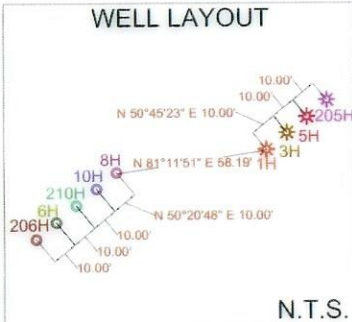 WELL LAYOUT
10.00'
10.00'
N 50°45'23" E 10.00'
205H
5H
3H
1H
8H
N 81°11'51" E 58.19'
10H
210H
6H
206H
N 50°20'48" E 10.00'
10.00'
10.00'
10.00'
N.T.S.